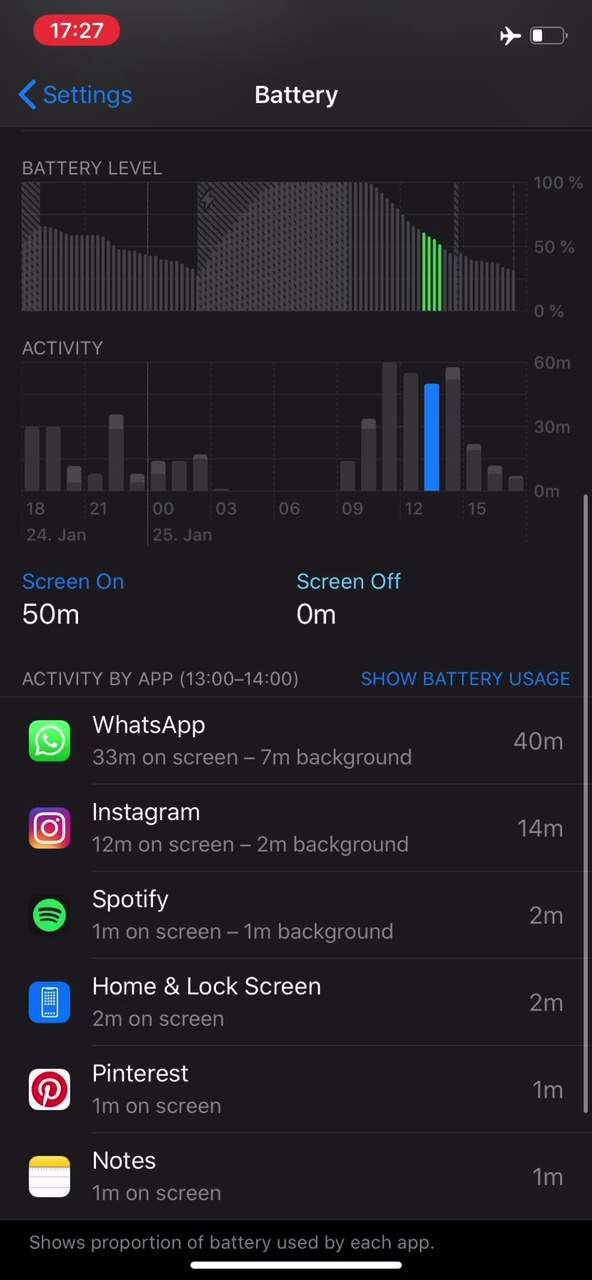 17:27
Settings
Battery
BATTERY LEVEL
100 %
50 %
0 %
ACTIVITY
60m
30m
0m
18 21 00 03 06 09 12 15
24. Jan 25. Jan
Screen On Screen Off
50m 0m
ACTIVITY BY APP (13:00–14:00) SHOW BATTERY USAGE
WhatsApp
33m on screen – 7m background
40m
Instagram
12m on screen – 2m background
14m
Spotify
1m on screen – 1m background
2m
Home & Lock Screen
2m on screen
2m
Pinterest
1m on screen
1m
Notes
1m on screen
1m
Shows proportion of battery used by each app.